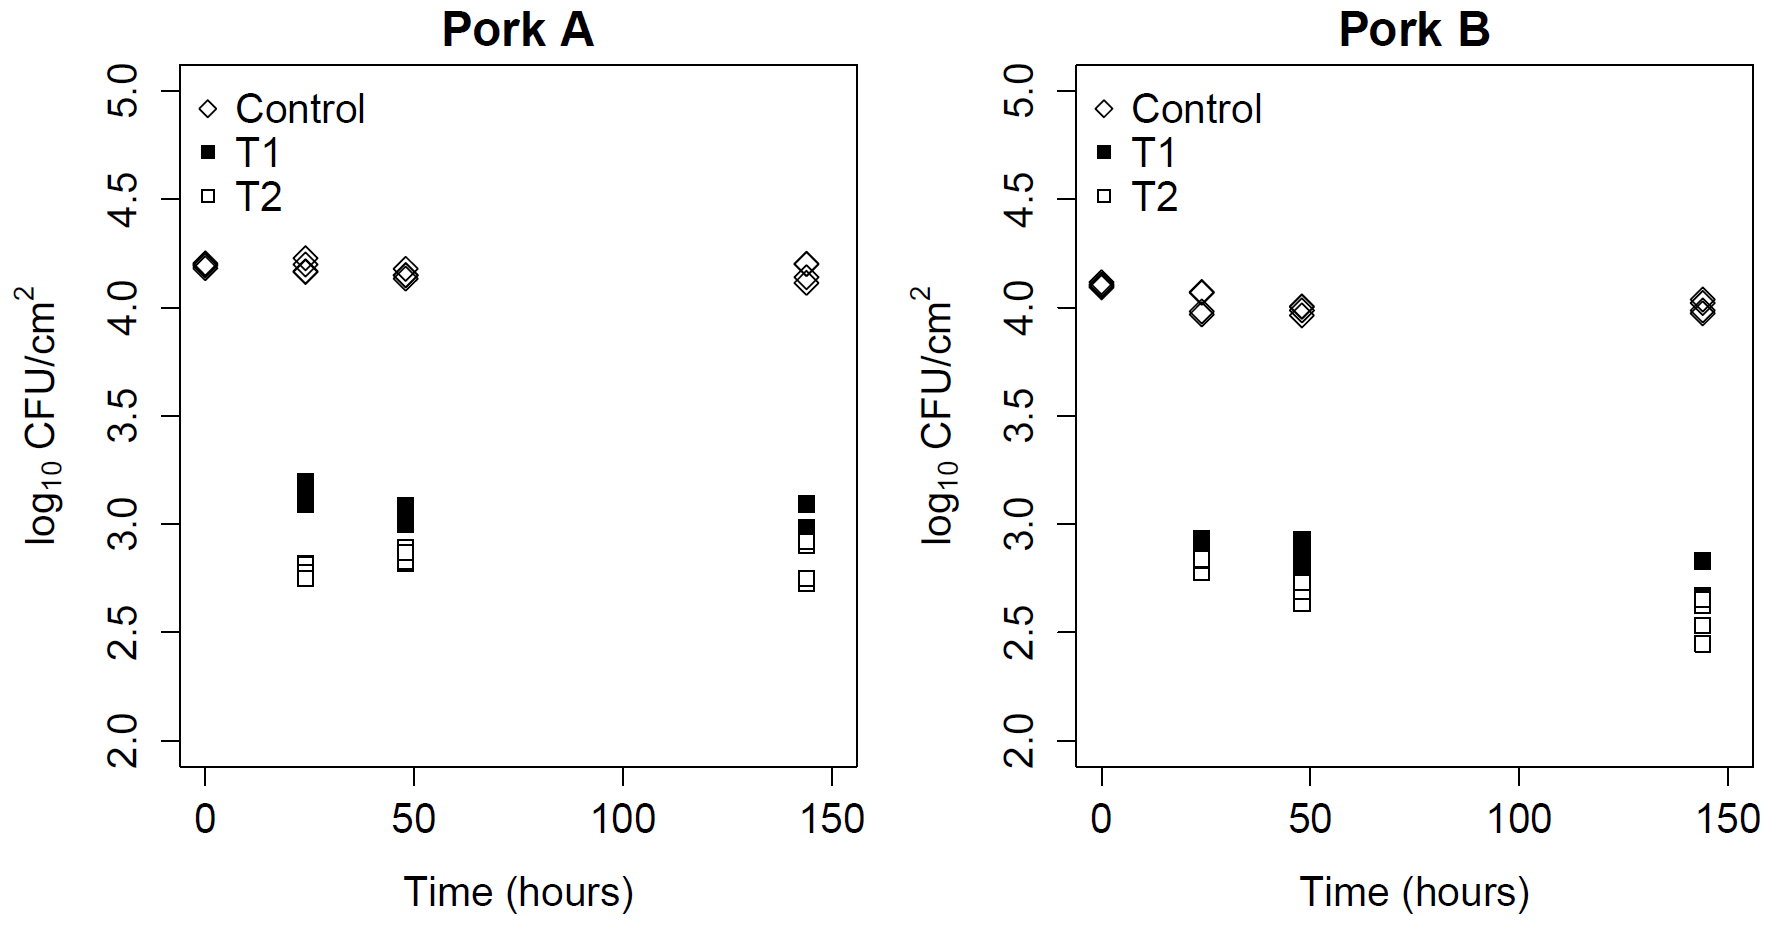 Pork A
5.0
4.5
4.0
3.5
3.0
2.5
2.0
log₁₀ CFU/cm²
Control
T1
T2
0 50 100 150
Time (hours)
Pork B
5.0
4.5
4.0
3.5
3.0
2.5
2.0
log₁₀ CFU/cm²
Control
T1
T2
0 50 100 150
Time (hours)